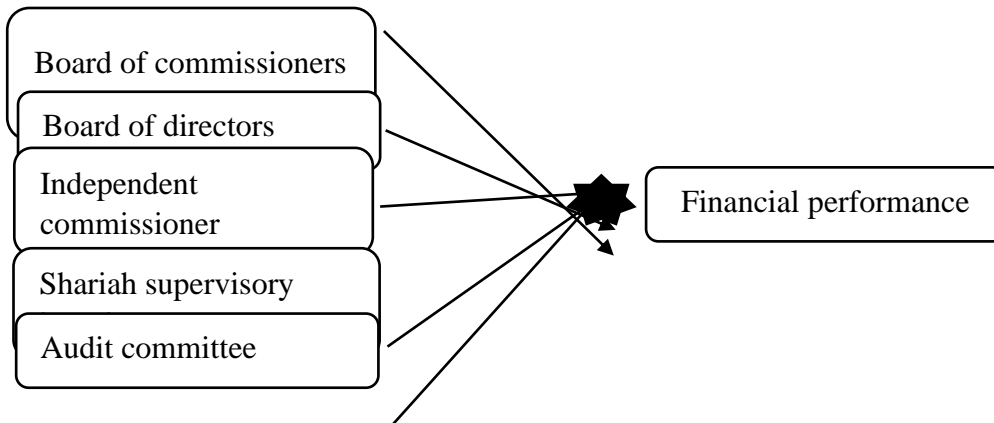 Board of commissioners
Board of directors
Independent
commissioner
Shariah supervisory
Audit committee
Financial performance